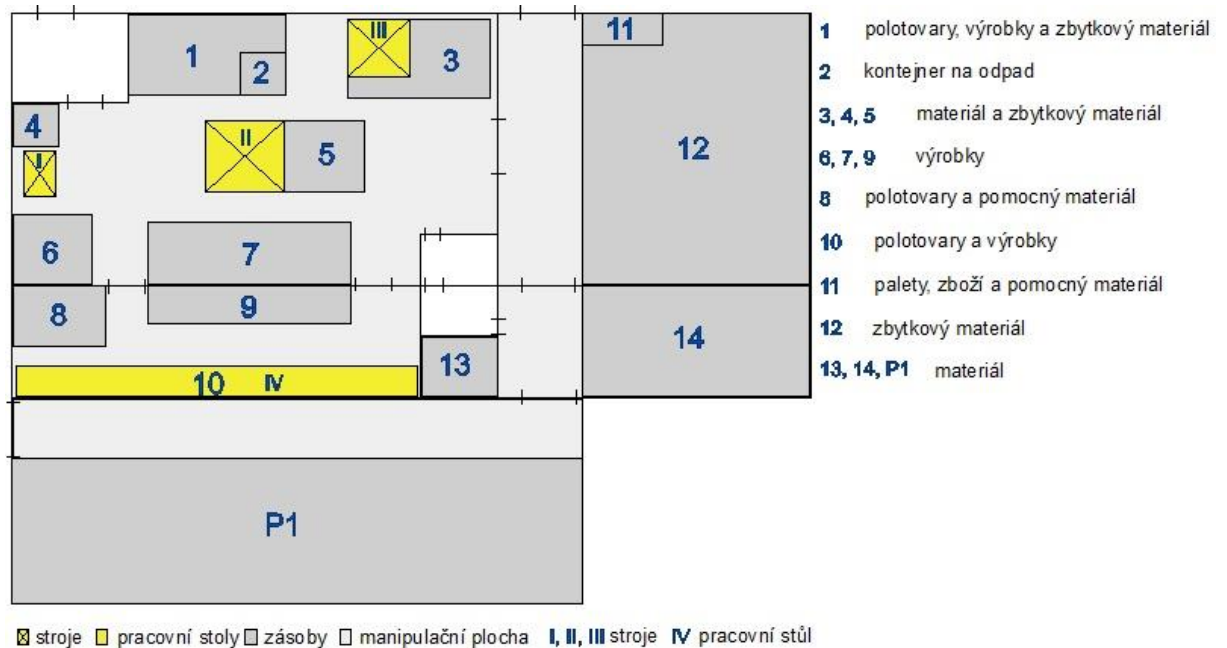 1
2
III
3
11
4
I
II
5
12
6
7
8
9
10 IV
13
14
P1
1 polotovary, výrobky a zbytkový materiál
2 kontejner na odpad
3, 4, 5 materiál a zbytkový materiál
6, 7, 9 výrobky
8 polotovary a pomocný materiál
10 polotovary a výrobky
11 palety, zboží a pomocný materiál
12 zbytkový materiál
13, 14, P1 materiál
stroje pracovní stoly zásoby manipulační plocha I, II, III stroje IV pracovní stůl